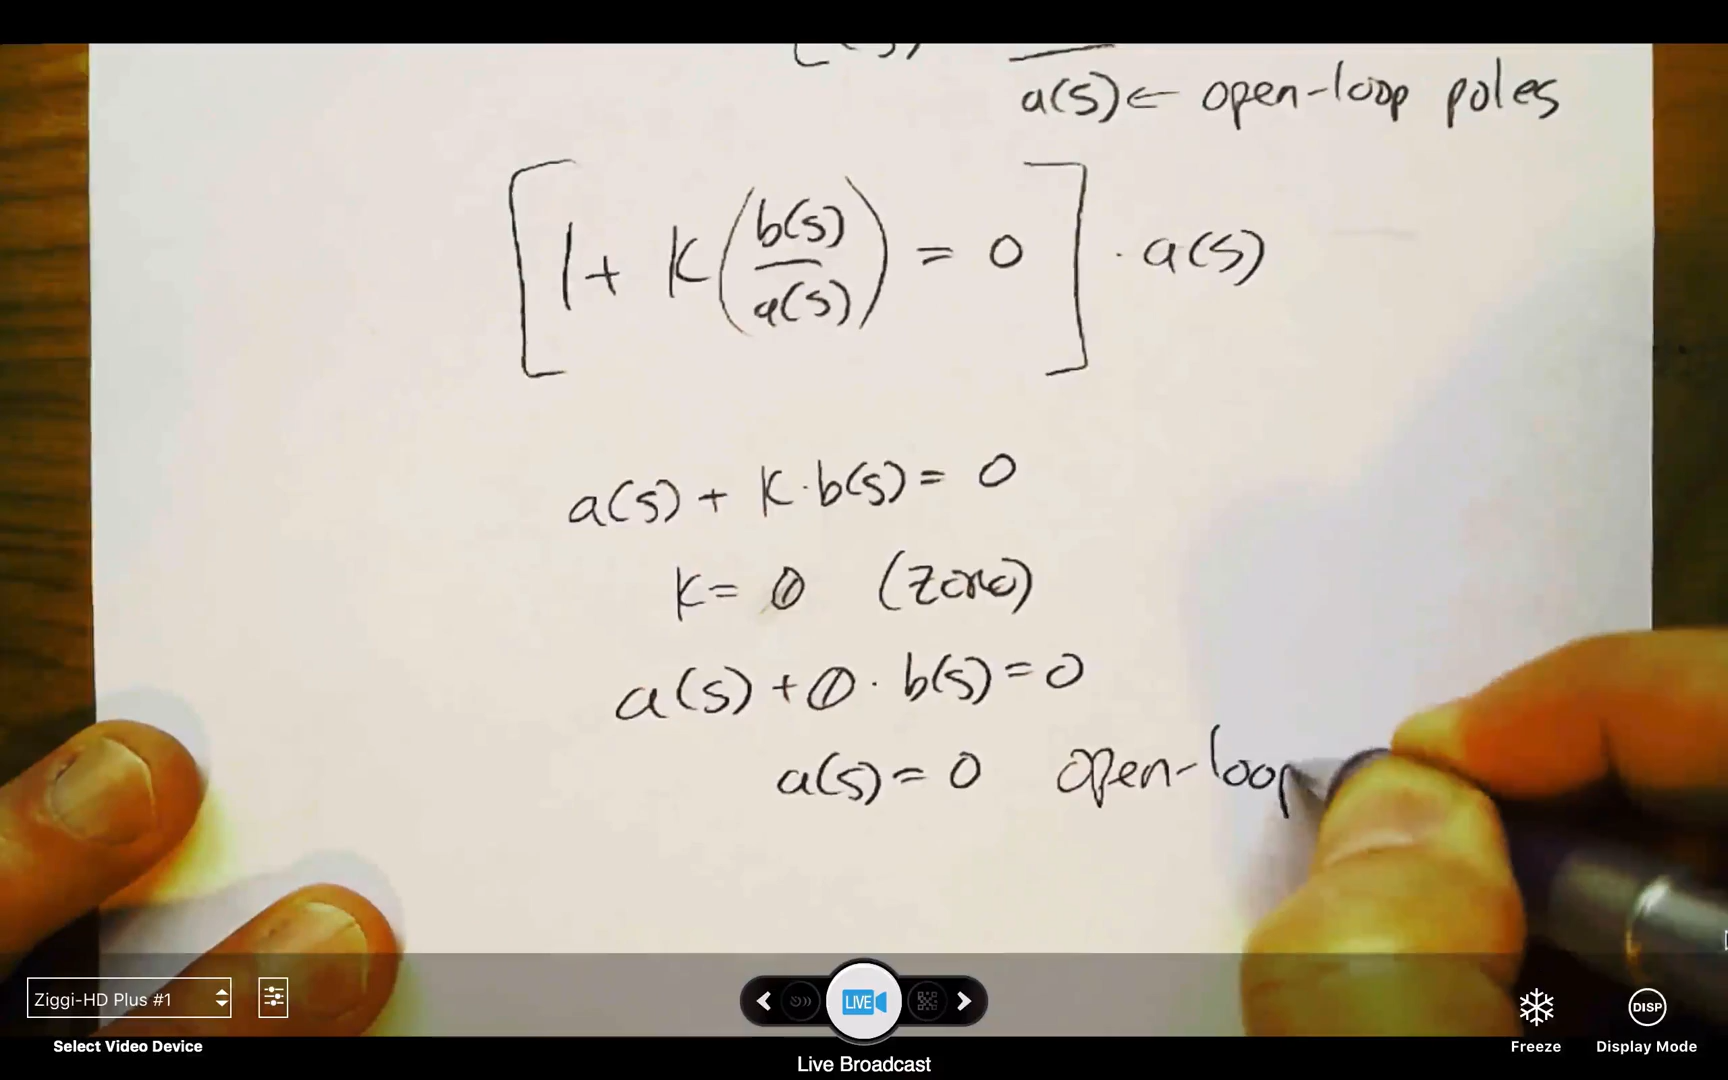 a(s) ← open-loop poles
[1 + K(b(s)/a(s)) = 0] · a(s)
a(s) + K·b(s) = 0
K = 0 (zero)
a(s) + 0 · b(s) = 0
a(s) = 0 open-loop
Ziggi-HD Plus #1
Select Video Device
LIVE
Live Broadcast
Freeze
DISP
Display Mode